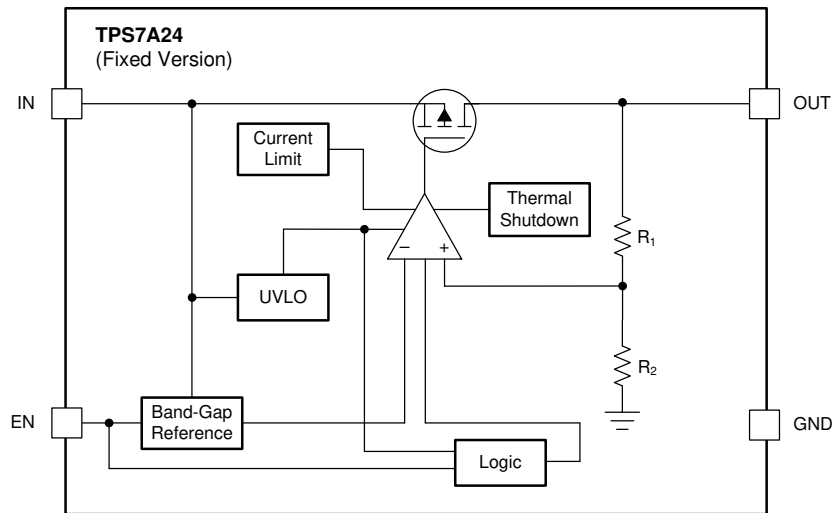 TPS7A24
(Fixed Version)
IN
OUT
Current
Limit
Thermal
Shutdown
− +
R1
UVLO
R2
EN
Band-Gap
Reference
GND
Logic